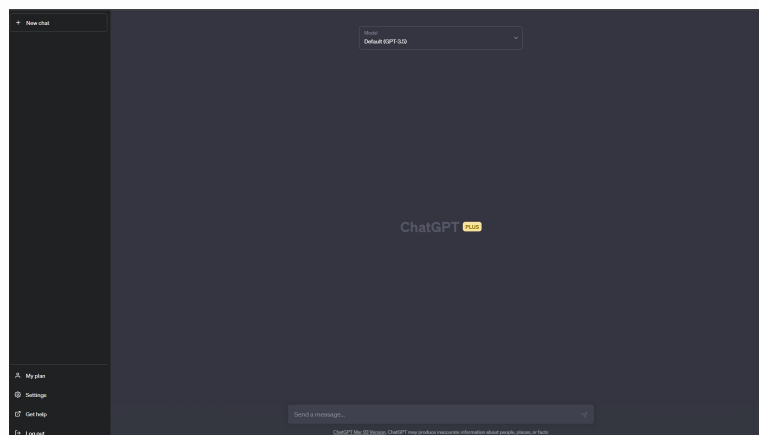 + New chat
Model
Default (GPT-3.5)
ChatGPT PLUS
My plan
Settings
Get help
Log out
Send a message...
ChatGPT Mar 23 Version. ChatGPT may produce inaccurate information about people, places, or facts